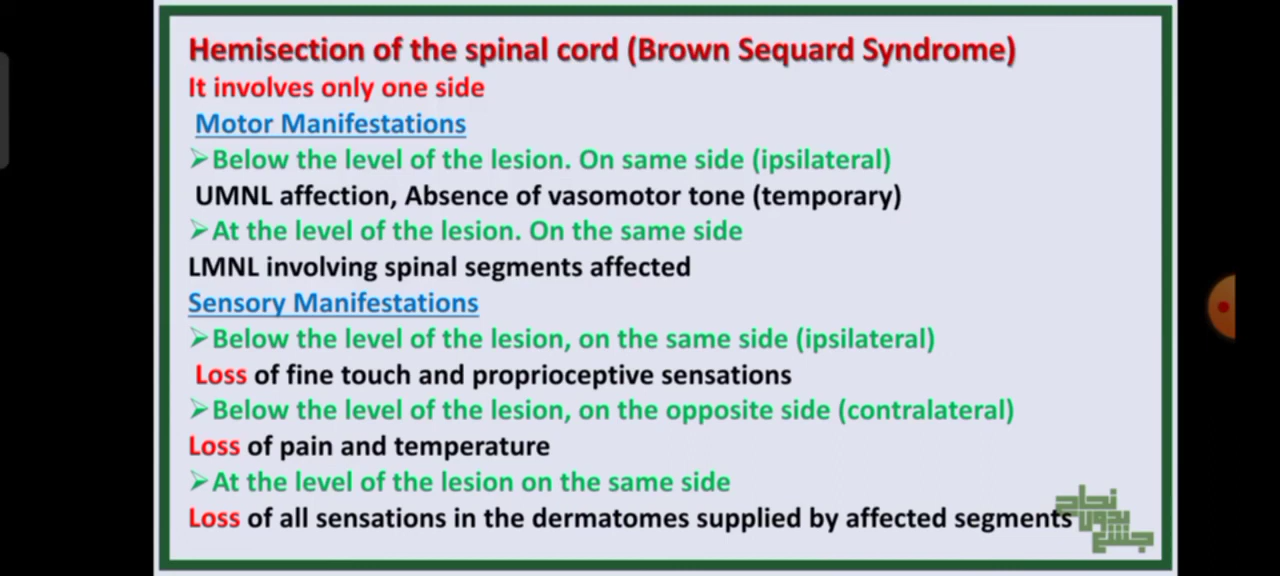 Hemisection of the spinal cord (Brown Sequard Syndrome)
It involves only one side
Motor Manifestations
➢Below the level of the lesion. On same side (ipsilateral)
UMNL affection, Absence of vasomotor tone (temporary)
➢At the level of the lesion. On the same side
LMNL involving spinal segments affected
Sensory Manifestations
➢Below the level of the lesion, on the same side (ipsilateral)
Loss of fine touch and proprioceptive sensations
➢Below the level of the lesion, on the opposite side (contralateral)
Loss of pain and temperature
➢At the level of the lesion on the same side
Loss of all sensations in the dermatomes supplied by affected segments
نجاح
بدون
جشع